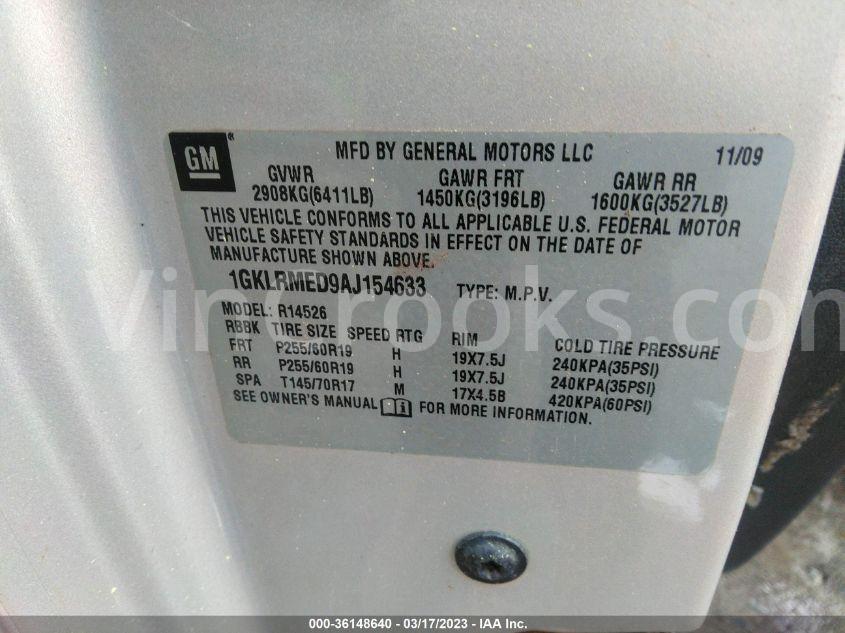 GM
MFD BY GENERAL MOTORS LLC 11/09
GVWR GAWR FRT GAWR RR
2908KG(6411LB) 1450KG(3196LB) 1600KG(3527LB)
THIS VEHICLE CONFORMS TO ALL APPLICABLE U.S. FEDERAL MOTOR
VEHICLE SAFETY STANDARDS IN EFFECT ON THE DATE OF
MANUFACTURE SHOWN ABOVE.
1GKLRMED9AJ154633 TYPE: M.P.V.
MODEL: R14526
RBBK TIRE SIZE SPEED RTG RIM COLD TIRE PRESSURE
FRT P255/60R19 H 19X7.5J 240KPA(35PSI)
RR P255/60R19 H 19X7.5J 240KPA(35PSI)
SPA T145/70R17 M 17X4.5B 420KPA(60PSI)
SEE OWNER'S MANUAL FOR MORE INFORMATION.
VinCrooks.com
000-36148640 - 03/17/2023 - IAA Inc.